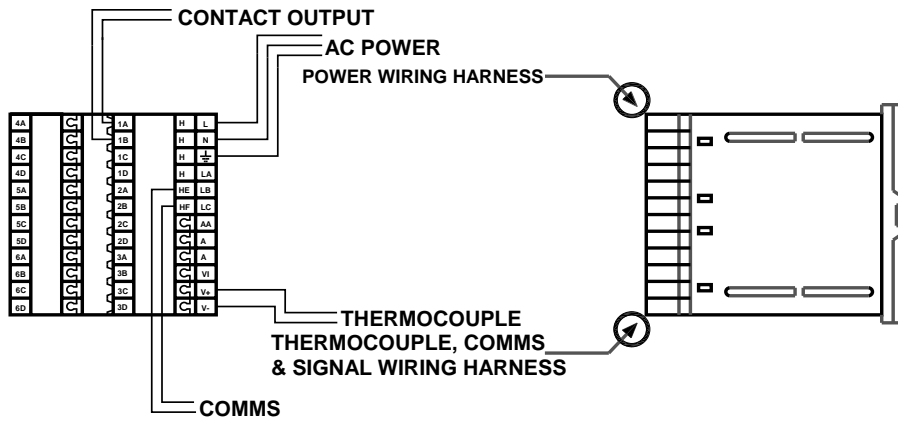 CONTACT OUTPUT
AC POWER
POWER WIRING HARNESS
4A 1A H L
4B 1B H N
4C 1C H
4D 1D H LA
5A 2A HE LB
5B 2B HF LC
5C 2C AA
5D 2D A
6A 3A A
6B 3B VI
6C 3C V+
6D 3D V-
THERMOCOUPLE
THERMOCOUPLE, COMMS
& SIGNAL WIRING HARNESS
COMMS